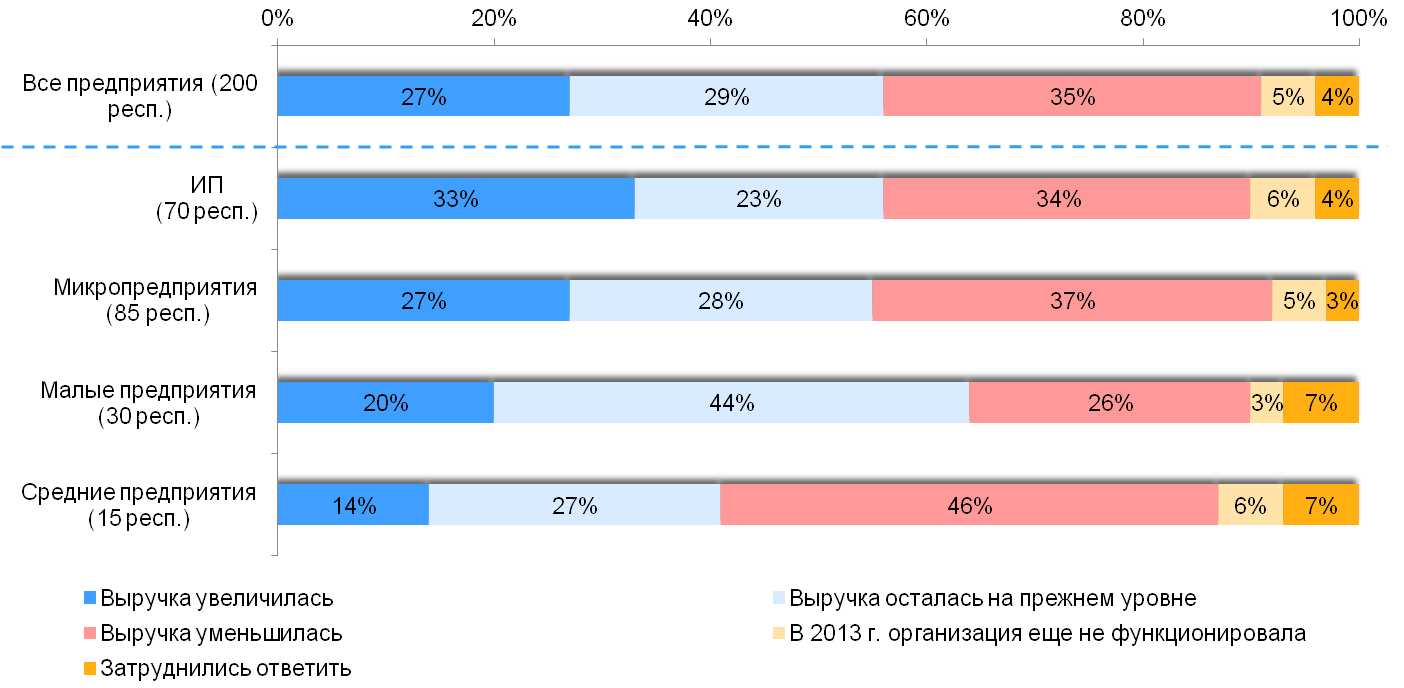 0% 20% 40% 60% 80% 100%
Все предприятия (200
респ.)
27% 29% 35% 5% 4%
ИП
(70 респ.)
33% 23% 34% 6% 4%
Микропредприятия
(85 респ.)
27% 28% 37% 5% 3%
Малые предприятия
(30 респ.)
20% 44% 26% 3% 7%
Средние предприятия
(15 респ.)
14% 27% 46% 6% 7%
Выручка увеличилась
Выручка осталась на прежнем уровне
Выручка уменьшилась
В 2013 г. организация еще не функционировала
Затруднились ответить